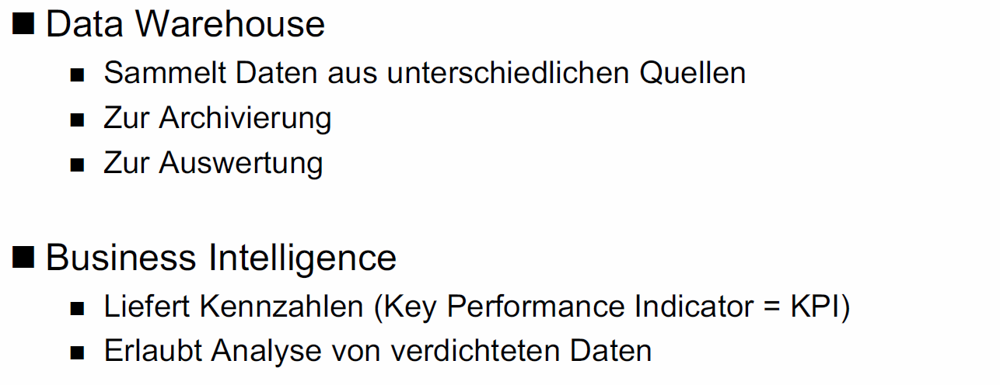 ■ Data Warehouse
■ Sammelt Daten aus unterschiedlichen Quellen
■ Zur Archivierung
■ Zur Auswertung
■ Business Intelligence
■ Liefert Kennzahlen (Key Performance Indicator = KPI)
■ Erlaubt Analyse von verdichteten Daten